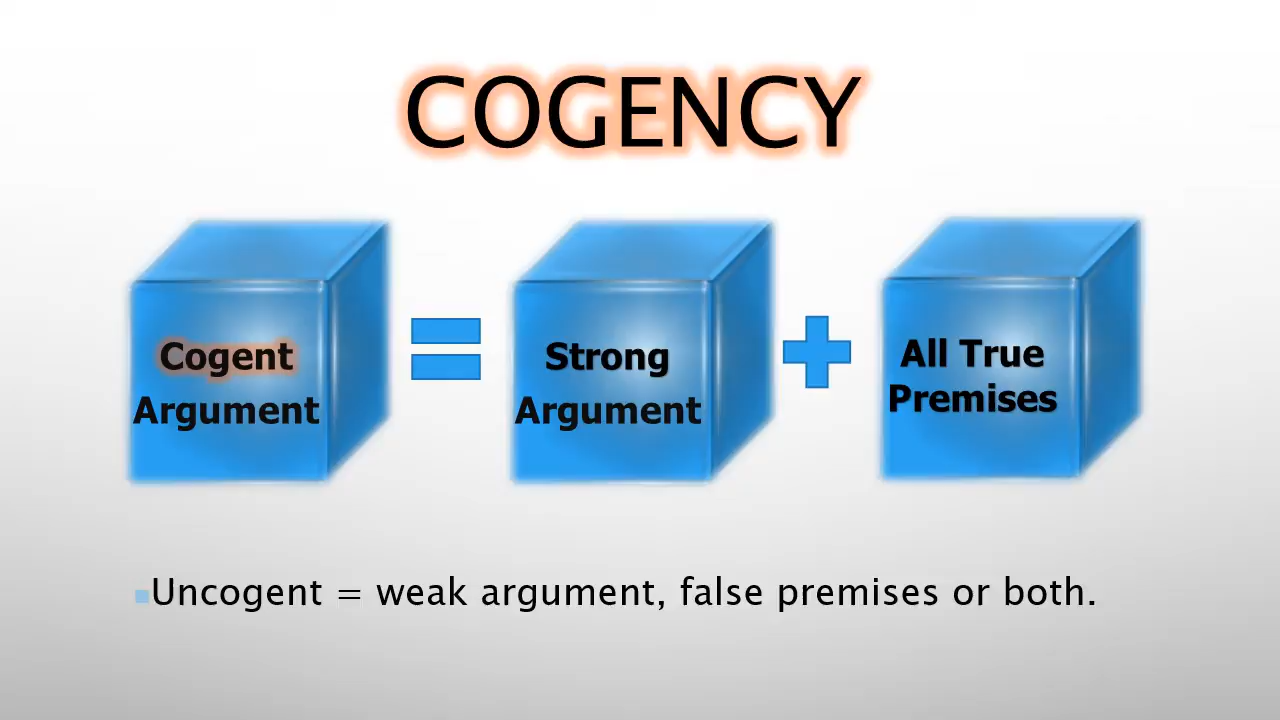 COGENCY
Cogent
Argument
=
Strong
Argument
+
All True
Premises
Uncogent = weak argument, false premises or both.